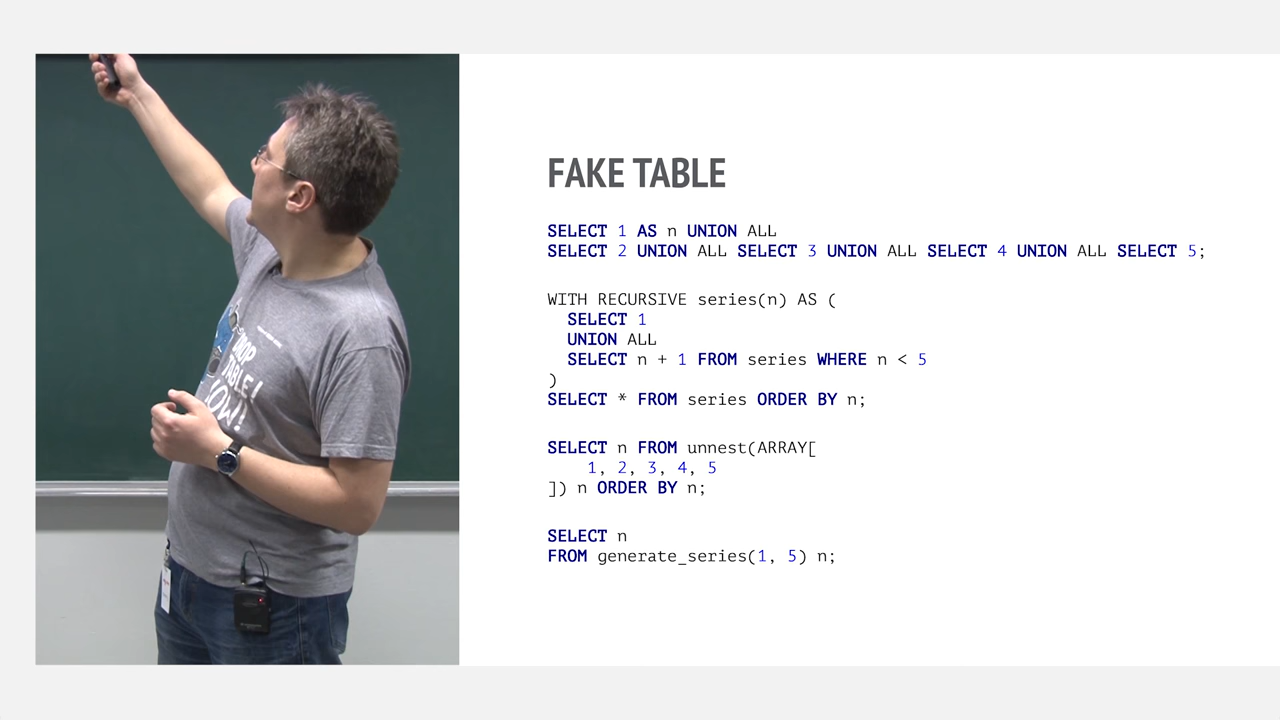 FAKE TABLE
SELECT 1 AS n UNION ALL
SELECT 2 UNION ALL SELECT 3 UNION ALL SELECT 4 UNION ALL SELECT 5;
WITH RECURSIVE series(n) AS (
SELECT 1
UNION ALL
SELECT n + 1 FROM series WHERE n < 5
)
SELECT * FROM series ORDER BY n;
SELECT n FROM unnest(ARRAY[
1, 2, 3, 4, 5
]) n ORDER BY n;
SELECT n
FROM generate_series(1, 5) n;
DROP
TABLE!